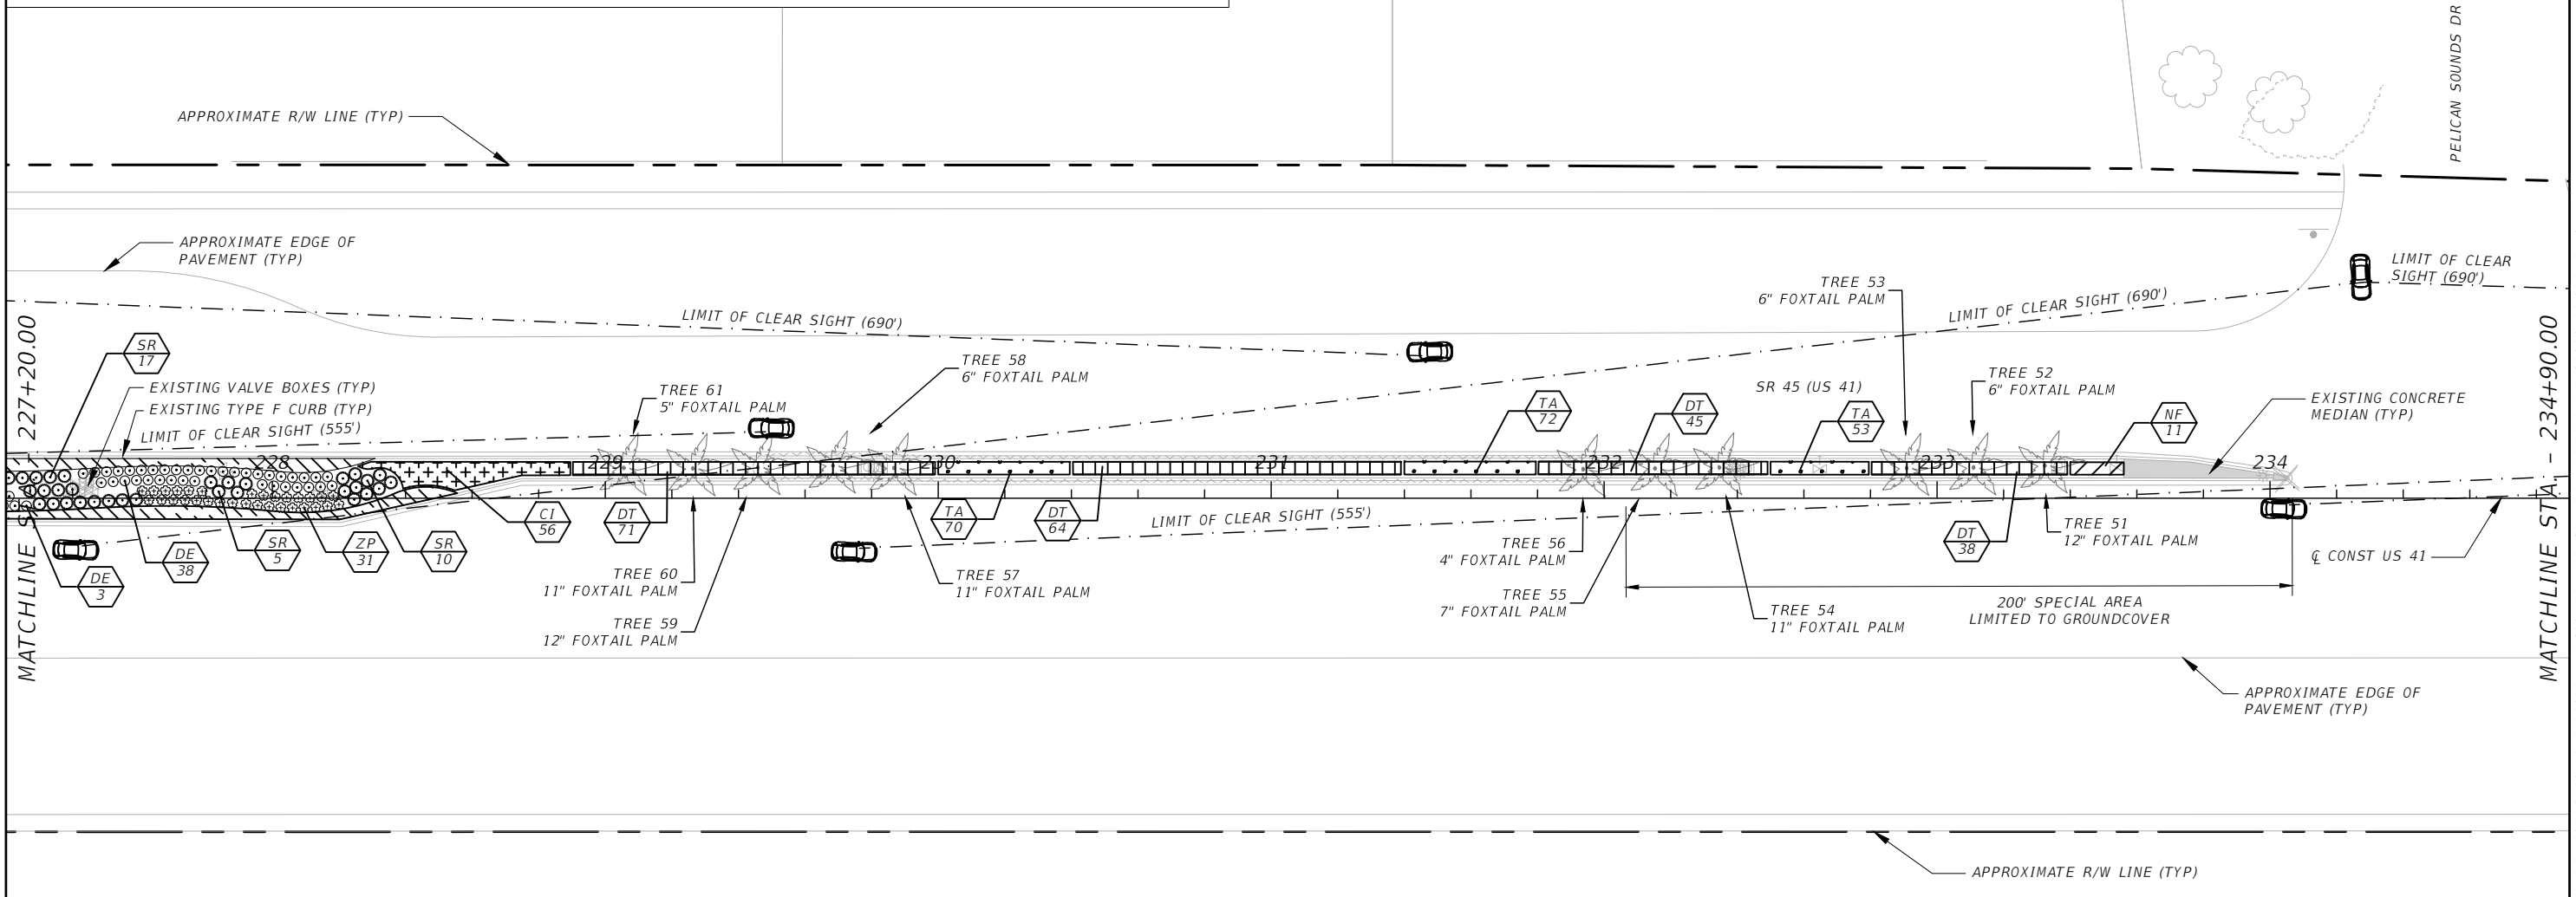 PELICAN SOUNDS DR
APPROXIMATE R/W LINE (TYP)
APPROXIMATE EDGE OF
PAVEMENT (TYP)
LIMIT OF CLEAR
SIGHT (690')
TREE 53
6" FOXTAIL PALM
LIMIT OF CLEAR SIGHT (690')
LIMIT OF CLEAR SIGHT (690')
MATCHLINE STA. 227+20.00
SR
17
EXISTING VALVE BOXES (TYP)
EXISTING TYPE F CURB (TYP)
LIMIT OF CLEAR SIGHT (555')
TREE 61
5" FOXTAIL PALM
TREE 58
6" FOXTAIL PALM
TA
72
DT
45
SR 45 (US 41)
TA
53
TREE 52
6" FOXTAIL PALM
NF
11
EXISTING CONCRETE
MEDIAN (TYP)
MATCHLINE STA. - 234+90.00
228
229
230
231
232
233
234
DE
3
DE
38
SR
5
ZP
31
SR
10
CI
56
DT
71
TA
70
DT
64
LIMIT OF CLEAR SIGHT (555')
TREE 60
11" FOXTAIL PALM
TREE 59
12" FOXTAIL PALM
TREE 57
11" FOXTAIL PALM
TREE 56
4" FOXTAIL PALM
TREE 55
7" FOXTAIL PALM
TREE 54
11" FOXTAIL PALM
DT
38
TREE 51
12" FOXTAIL PALM
200' SPECIAL AREA
LIMITED TO GROUNDCOVER
℄ CONST US 41
APPROXIMATE EDGE OF
PAVEMENT (TYP)
APPROXIMATE R/W LINE (TYP)